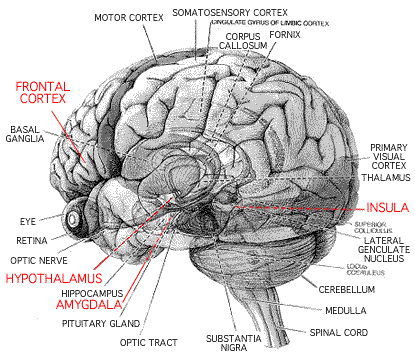 SOMATOSENSORY CORTEX
MOTOR CORTEX
CINGULATE GYRUS OF LIMBIC CORTEX
CORPUS
CALLOSUM
FORNIX
FRONTAL
CORTEX
BASAL
GANGLIA
PRIMARY
VISUAL
CORTEX
THALAMUS
INSULA
EYE
SUPERIOR
COLLICULUS
RETINA
LATERAL
GENICULATE
NUCLEUS
OPTIC NERVE
LOCUS
COERULEUS
HYPOTHALAMUS
HIPPOCAMPUS
CEREBELLUM
AMYGDALA
MEDULLA
PITUITARY GLAND
SPINAL CORD
OPTIC TRACT
SUBSTANTIA
NIGRA